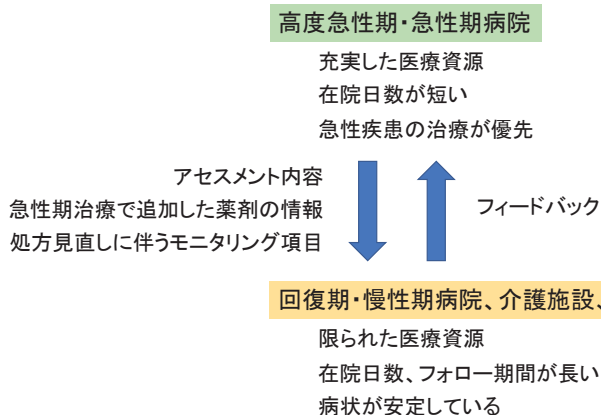 高度急性期・急性期病院
充実した医療資源
在院日数が短い
急性疾患の治療が優先
アセスメント内容
急性期治療で追加した薬剤の情報
処方見直しに伴うモニタリング項目
フィードバック
回復期・慢性期病院、介護施設、
限られた医療資源
在院日数、フォロー期間が長い
病状が安定している